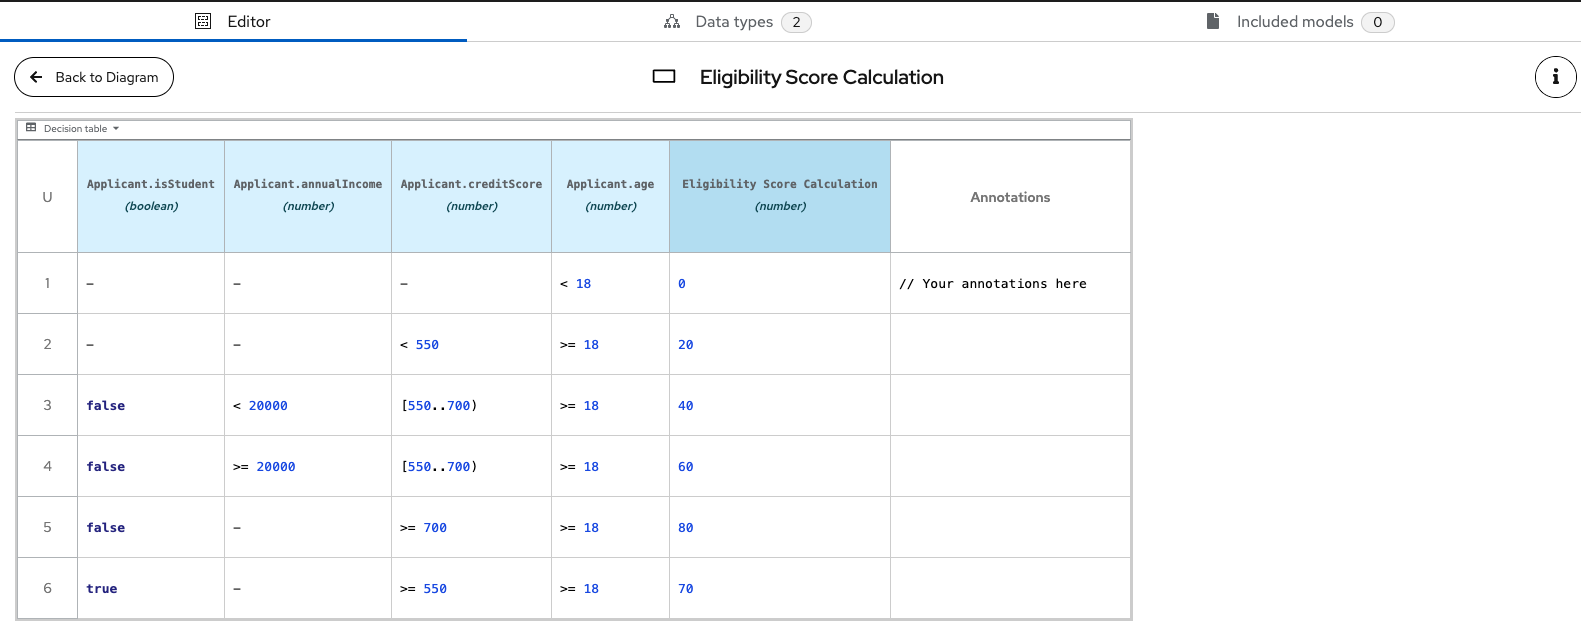 Editor
Data types 2
Included models 0
Back to Diagram
Eligibility Score Calculation
Decision table
U
Applicant.isStudent
(boolean)
Applicant.annualIncome
(number)
Applicant.creditScore
(number)
Applicant.age
(number)
Eligibility Score Calculation
(number)
Annotations
1 - - - < 18 0 // Your annotations here
2 - - < 550 >= 18 20
3 false < 20000 [550..700) >= 18 40
4 false >= 20000 [550..700) >= 18 60
5 false - >= 700 >= 18 80
6 true - >= 550 >= 18 70